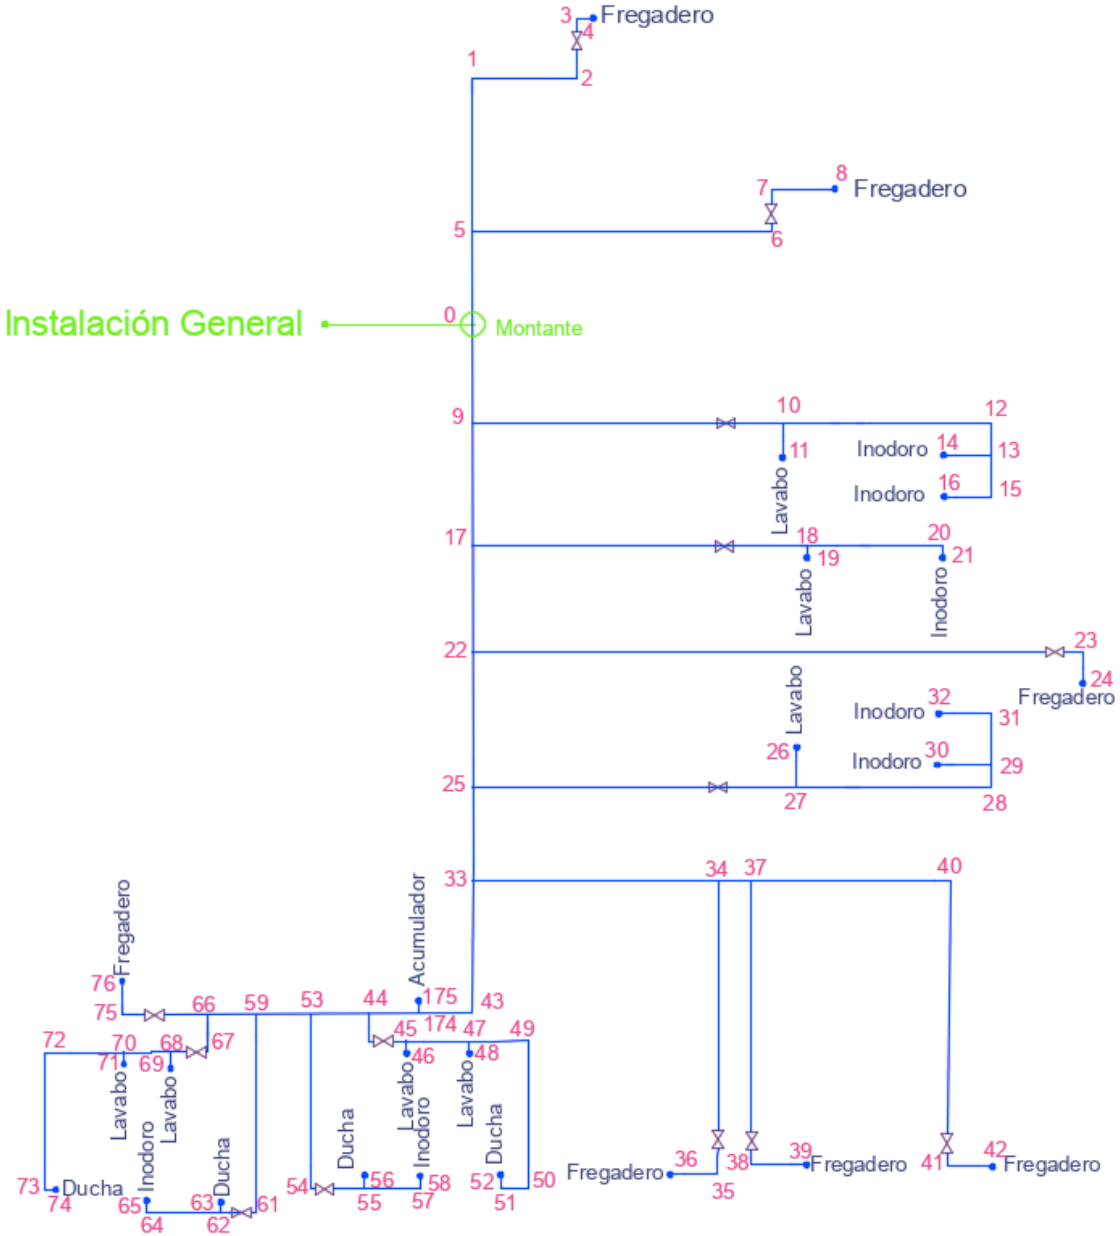 3
Fregadero
4
1
2
8
7
Fregadero
5
6
0
Instalación General
Montante
9
10
12
Inodoro
14
13
11
16
15
Inodoro
Lavabo
17
18
20
19
21
Lavabo
Inodoro
22
23
24
Fregadero
Lavabo
32
Inodoro
31
26
30
Inodoro
29
25
27
28
33
34
37
40
Fregadero
Acumulador
76
175
43
75
66
59
53
44
45
174
47
49
72
70
68
67
71
69
46
48
Lavabo
Lavabo
Lavabo
Lavabo
Inodoro
Ducha
Ducha
Inodoro
Ducha
36
Fregadero
35
38
39
Fregadero
41
42
Fregadero
73
74
Ducha
65
64
63
62
61
54
56
55
58
57
52
51
50